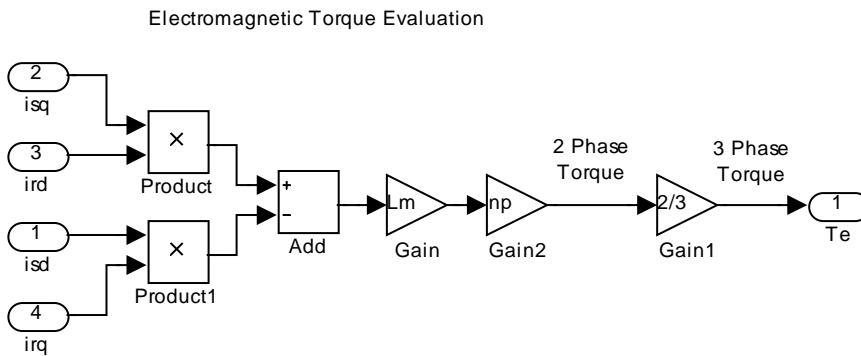 Electromagnetic Torque Evaluation
2
isq
3
ird
×
Product
1
isd
4
irq
×
Product1
+
−
Add
Lm
Gain
np
Gain2
2 Phase
Torque
2/3
Gain1
3 Phase
Torque
1
Te